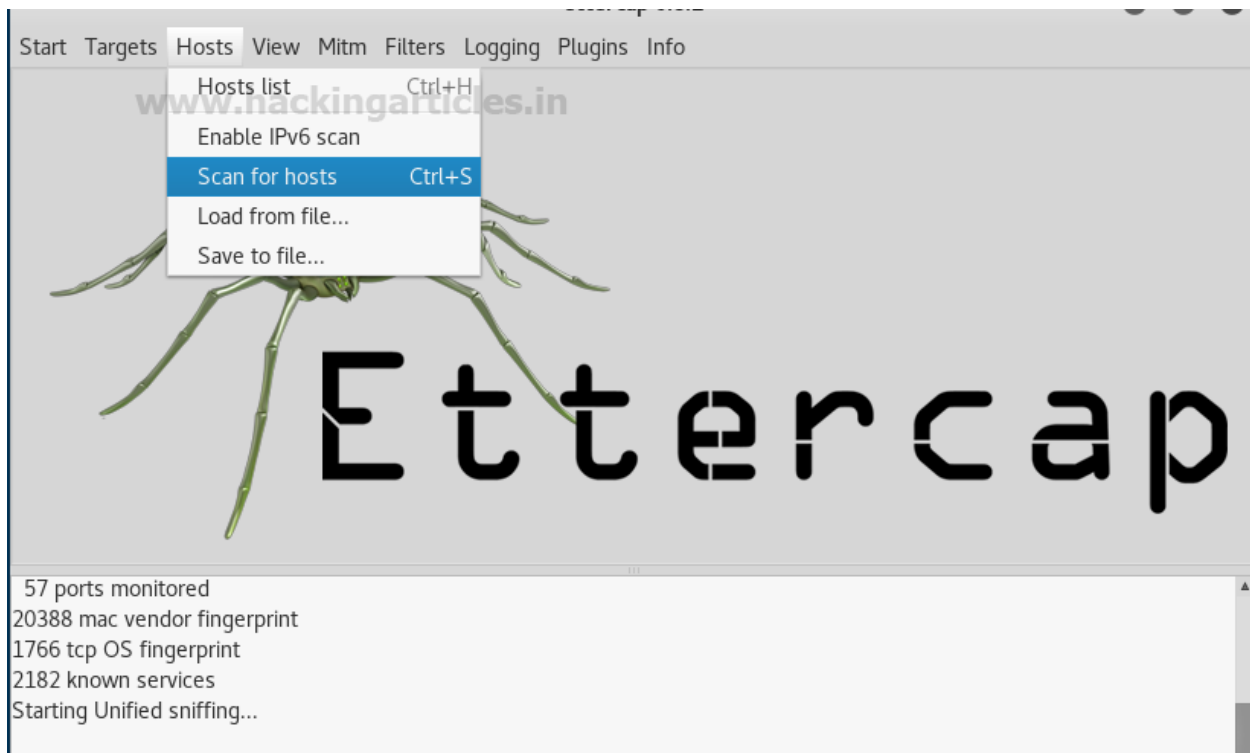 Start Targets Hosts View Mitm Filters Logging Plugins Info
Hosts list Ctrl+H
www.hackingarticles.in
Enable IPv6 scan
Scan for hosts Ctrl+S
Load from file...
Save to file...
Ettercap
57 ports monitored
20388 mac vendor fingerprint
1766 tcp OS fingerprint
2182 known services
Starting Unified sniffing...